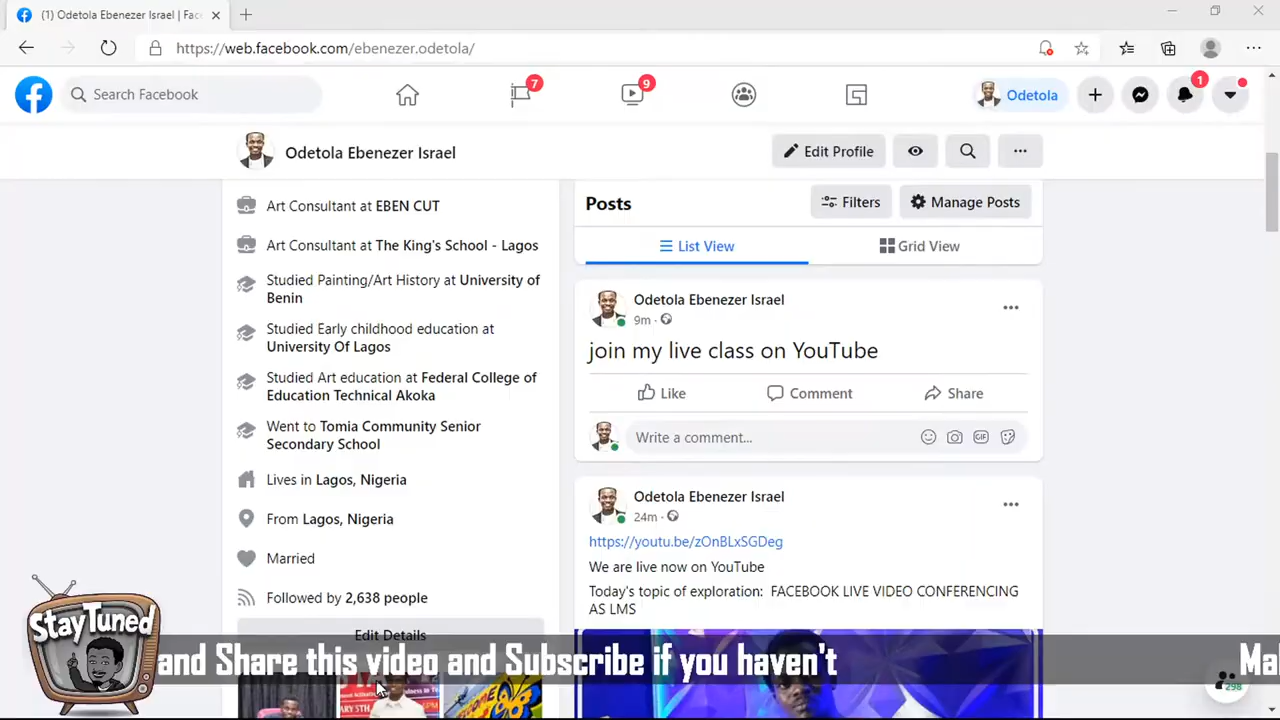 (1) Odetola Ebenezer Israel | Fac
https://web.facebook.com/ebenezer.odetola/
Search Facebook
7
9
Odetola
1
Odetola Ebenezer Israel
Edit Profile
Art Consultant at EBEN CUT
Art Consultant at The King's School - Lagos
Studied Painting/Art History at University of
Benin
Studied Early childhood education at
University Of Lagos
Studied Art education at Federal College of
Education Technical Akoka
Went to Tomia Community Senior
Secondary School
Lives in Lagos, Nigeria
From Lagos, Nigeria
Married
Followed by 2,638 people
Edit Details
Posts
Filters
Manage Posts
List View
Grid View
Odetola Ebenezer Israel
9m ·
join my live class on YouTube
Like
Comment
Share
Write a comment...
GIF
Odetola Ebenezer Israel
24m ·
https://youtu.be/zOnBLxSGDeg
We are live now on YouTube
Today's topic of exploration: FACEBOOK LIVE VIDEO CONFERENCING
AS LMS
StayTuned
and Share this video and Subscribe if you haven't
298